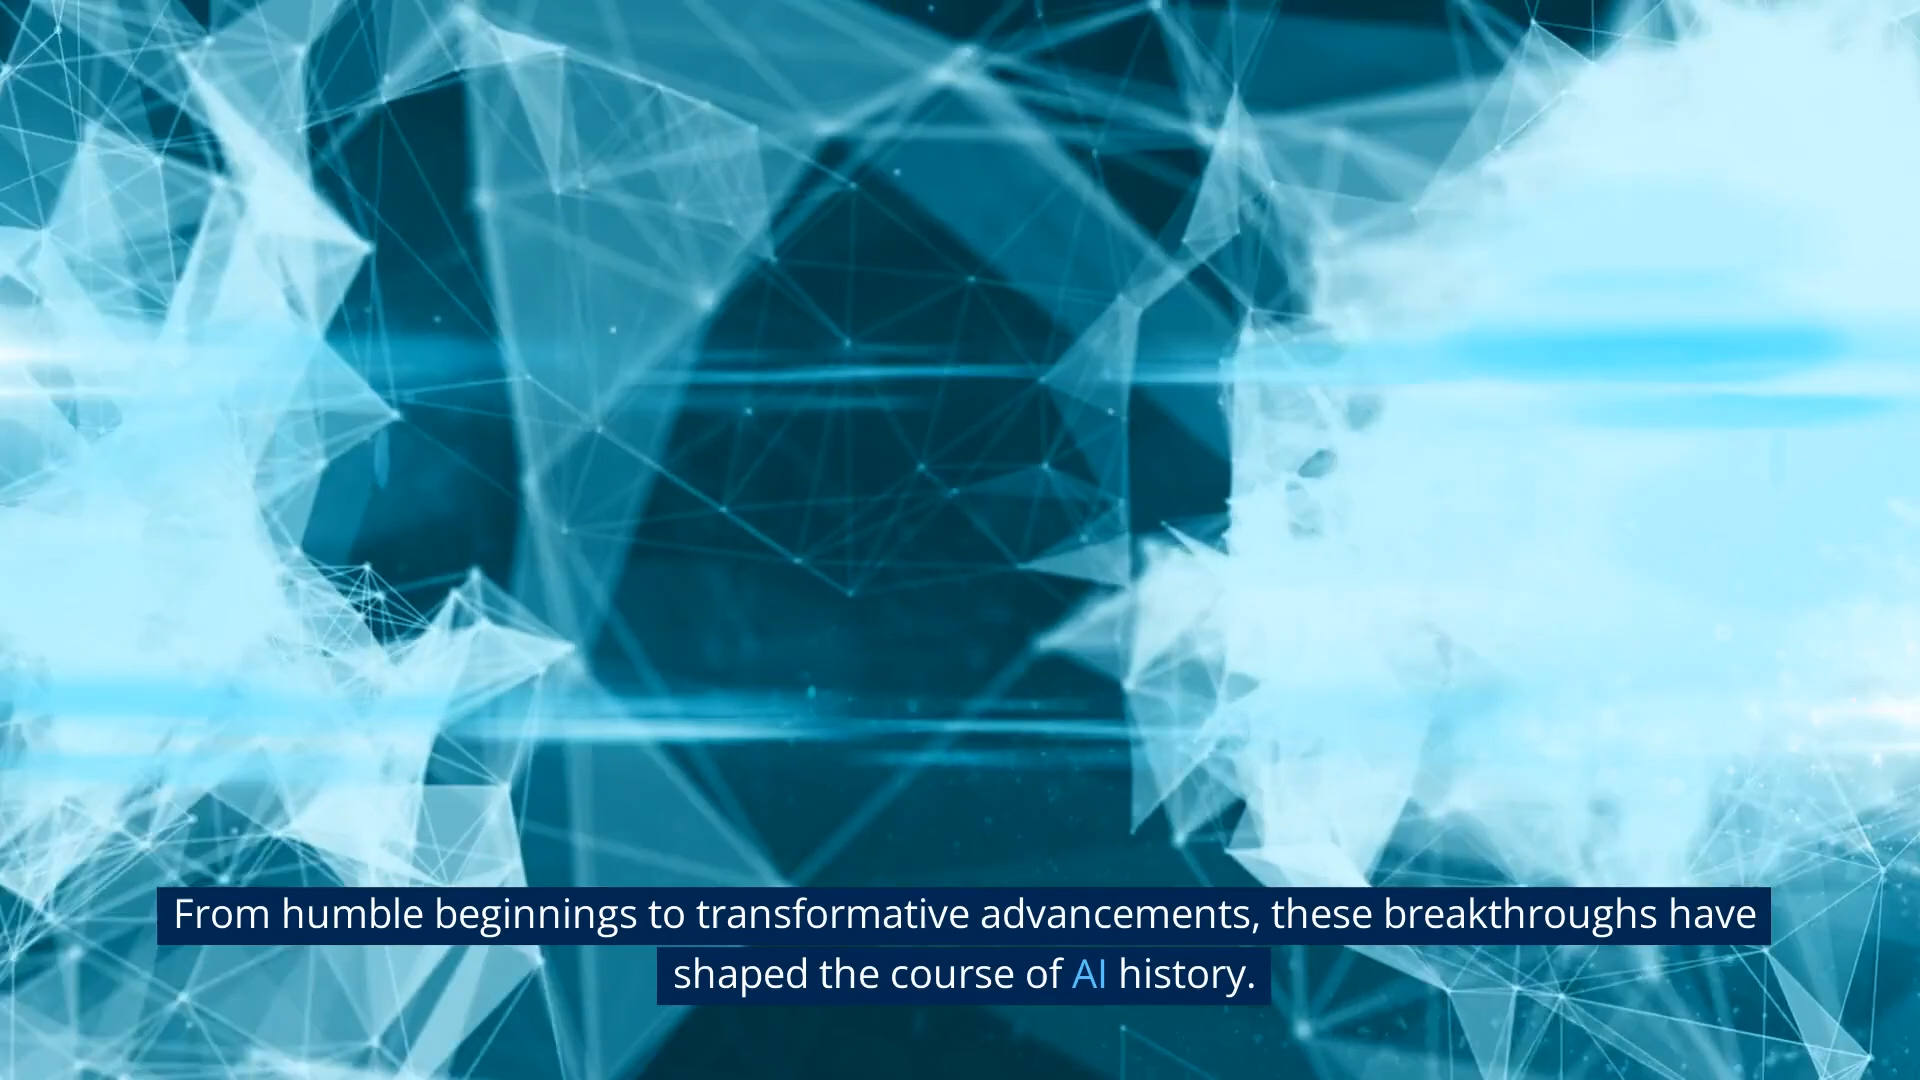 From humble beginnings to transformative advancements, these breakthroughs have
shaped the course of AI history.